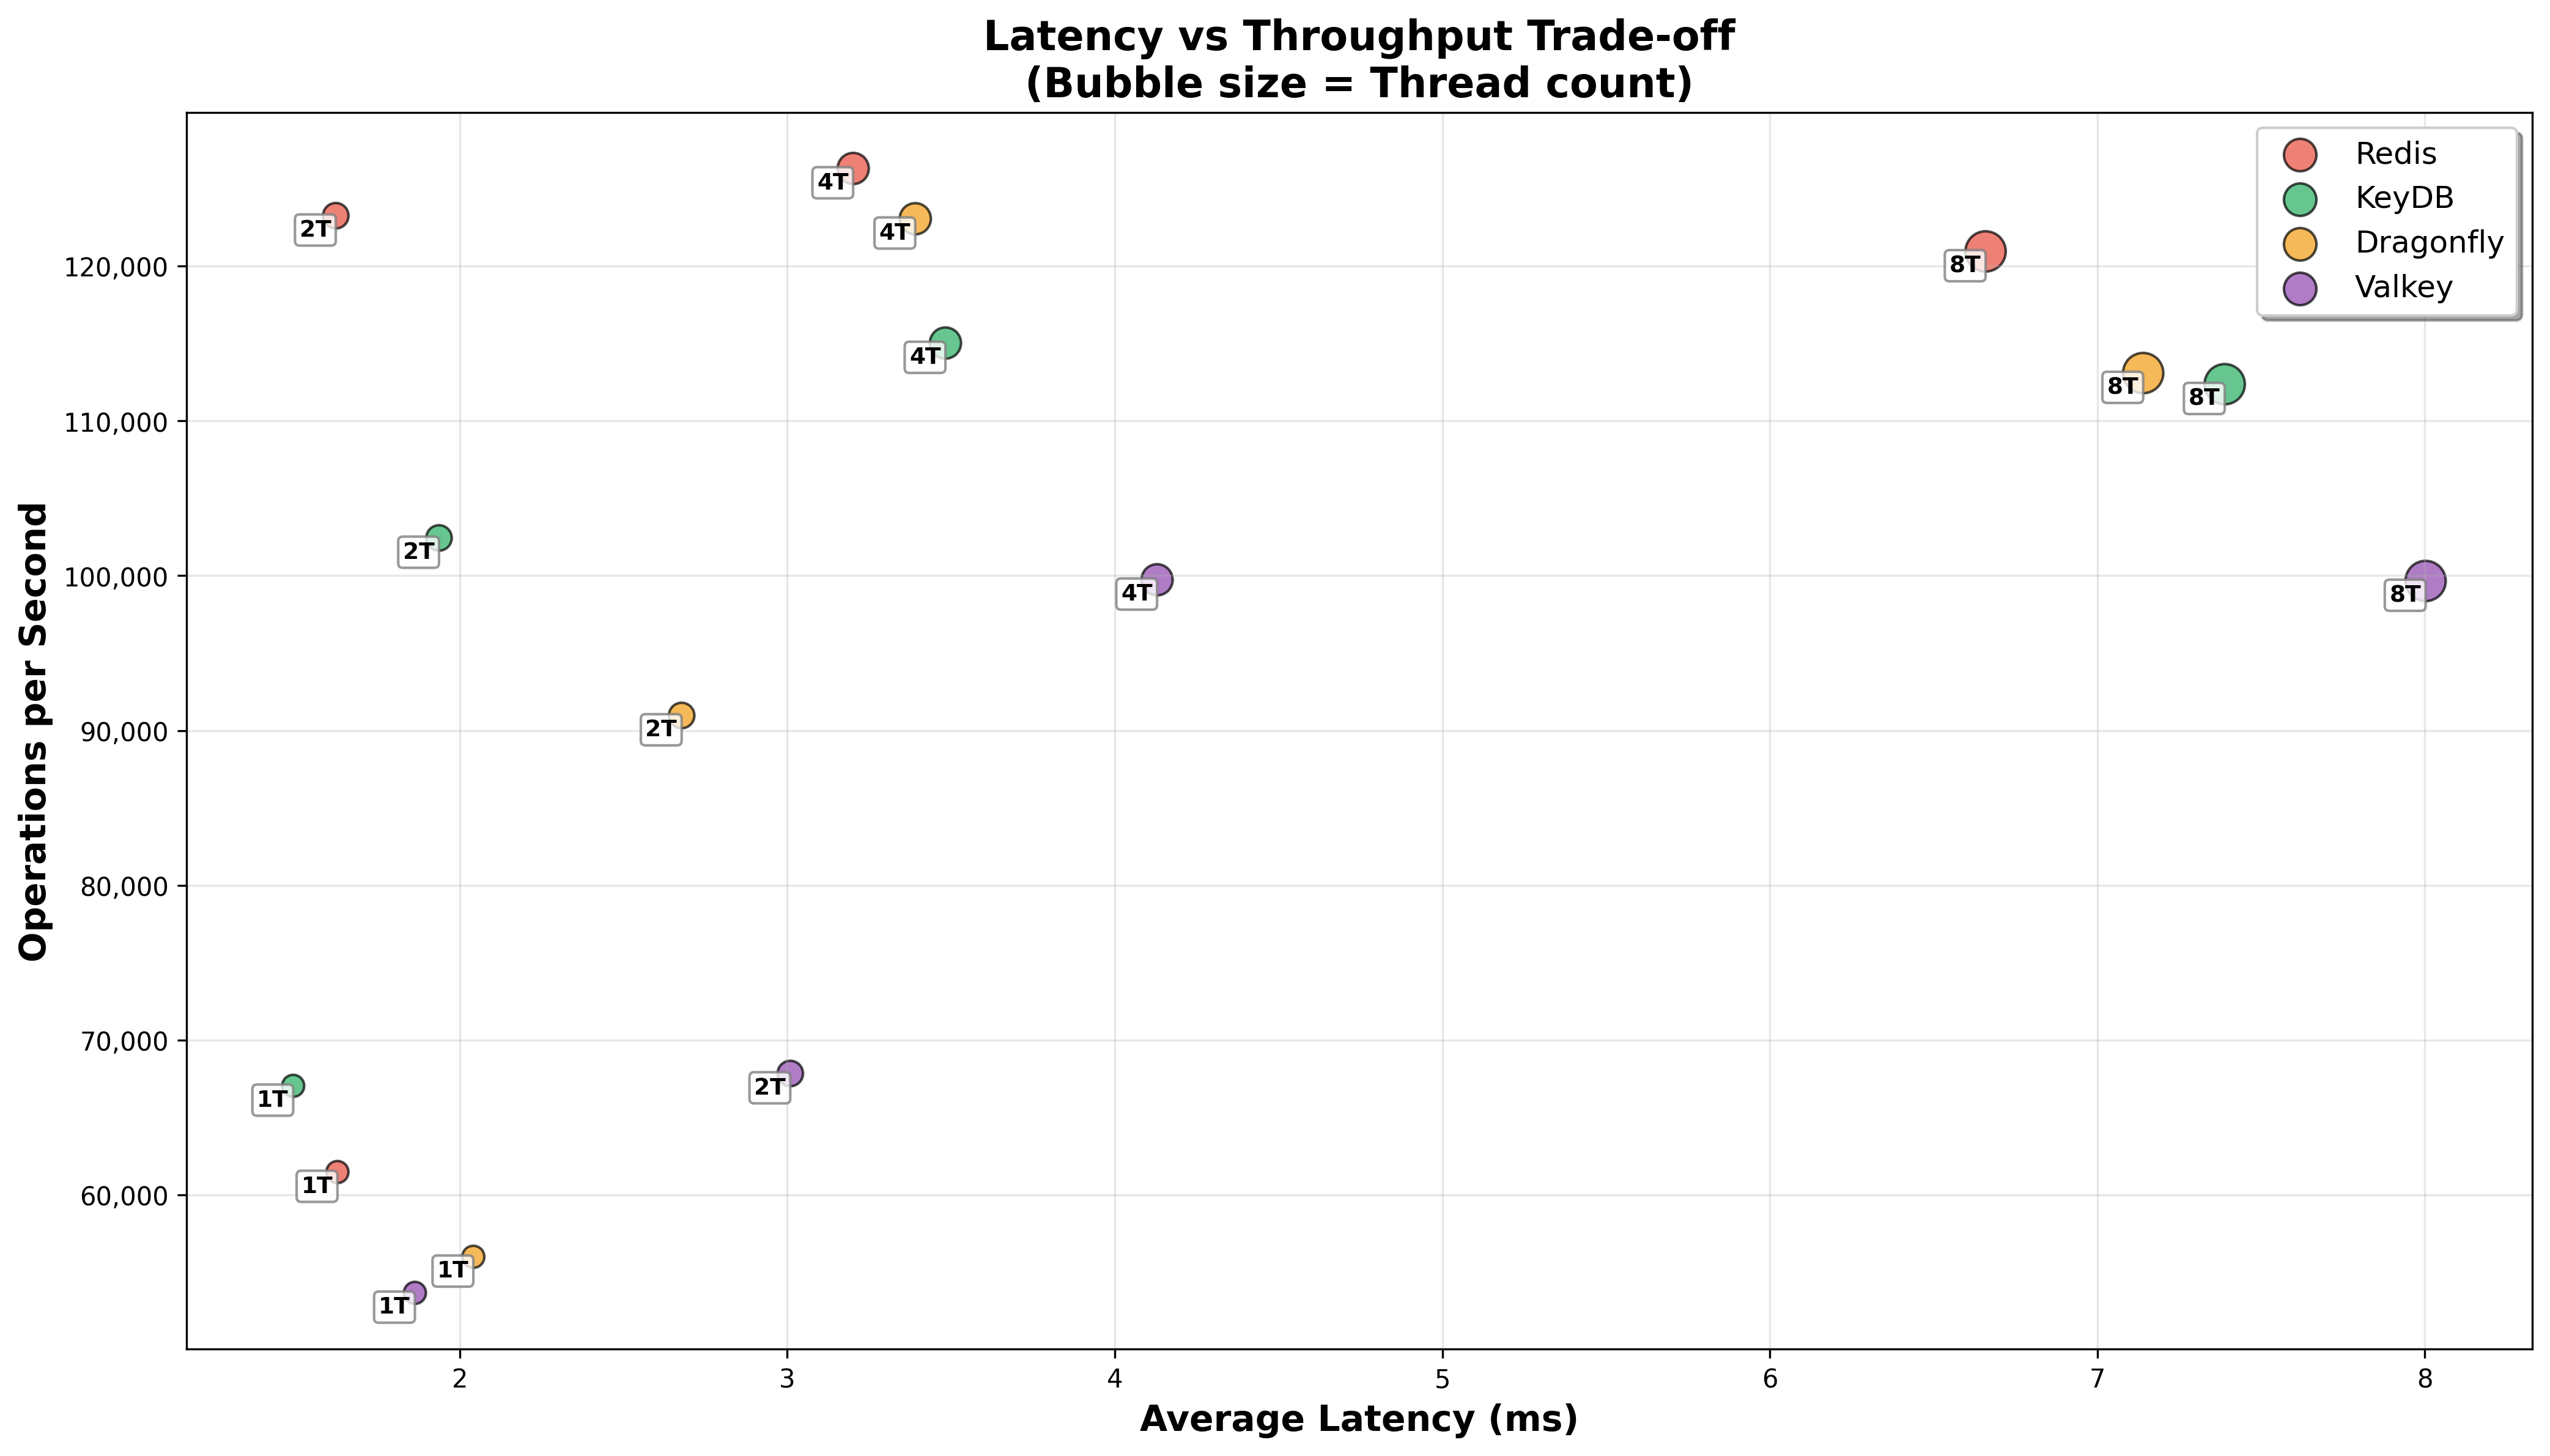 Latency vs Throughput Trade-off
(Bubble size = Thread count)
Redis
KeyDB
Dragonfly
Valkey
4T
2T
4T
8T
120,000
4T
8T
8T
110,000
2T
100,000
4T
8T
2T
90,000
80,000
70,000
1T
2T
1T
60,000
1T
1T
Operations per Second
2
3
4
5
6
7
8
Average Latency (ms)